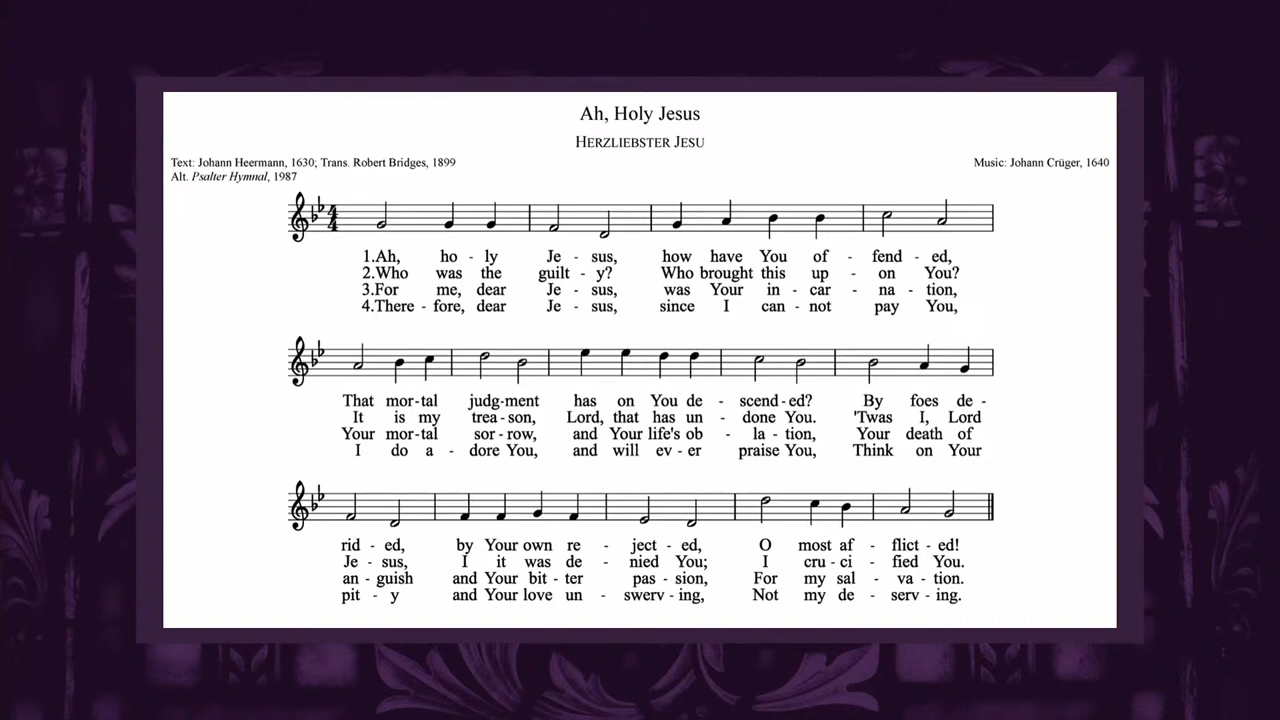 Ah, Holy Jesus
HERZLIEBSTER JESU
Text: Johann Heermann, 1630; Trans. Robert Bridges, 1899
Alt. Psalter Hymnal, 1987
Music: Johann Crüger, 1640
1.Ah, ho - ly Je - sus, how have You of - fend - ed,
2.Who was the guilt - y? Who brought this up - on You?
3.For me, dear Je - sus, was Your in - car - na - tion,
4.There - fore, dear Je - sus, since I can - not pay You,
That mor - tal judg - ment has on You de - scend - ed? By foes de -
It is my trea - son, Lord, that has un - done You. 'Twas I, Lord
Your mor - tal sor - row, and Your life's ob - la - tion, Your death of
I do a - dore You, and will ev - er praise You, Think on Your
rid - ed, by Your own re - ject - ed, O most af - flict - ed!
Je - sus, I it was de - nied You; I cru - ci - fied You.
an - guish and Your bit - ter pas - sion, For my sal - va - tion.
pit - y and Your love un - swerv - ing, Not my de - serv - ing.